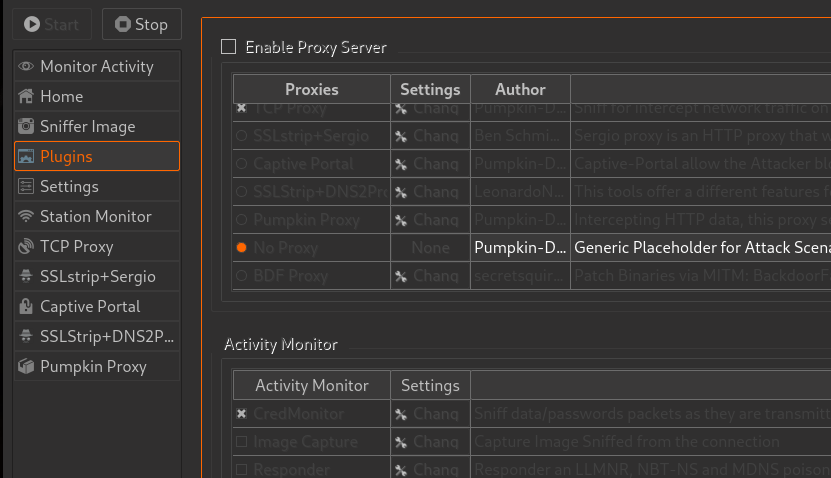 Start Stop
Monitor Activity
Home
Sniffer Image
Plugins
Settings
Station Monitor
TCP Proxy
SSLstrip+Sergio
Captive Portal
SSLStrip+DNS2P...
Pumpkin Proxy
Enable Proxy Server
Proxies Settings Author
TCP Proxy Chang Pumpkin-D... Sniff for intercept network traffic on
SSLstrip+Sergio Chang Ben Schmi... Sergio proxy is an HTTP proxy that w
Captive Portal Chang Pumpkin-D... Captive-Portal allow the Attacker blo
SSLStrip+DNS2Pro Chang LeonardoN... This tools offer a different features f
Pumpkin Proxy Chang Pumpkin-D... Intercepting HTTP data, this proxy s
No Proxy None Pumpkin-D... Generic Placeholder for Attack Scena
BDF Proxy Chang secretsquir... Patch Binaries via MITM: BackdoorF
Activity Monitor
Activity Monitor Settings
CredMonitor Chang Sniff data/passwords packets as they are transmitt
Image Capture Chang Capture Image Sniffed from the connection
Responder Chang Responder an LLMNR, NBT-NS and MDNS poison